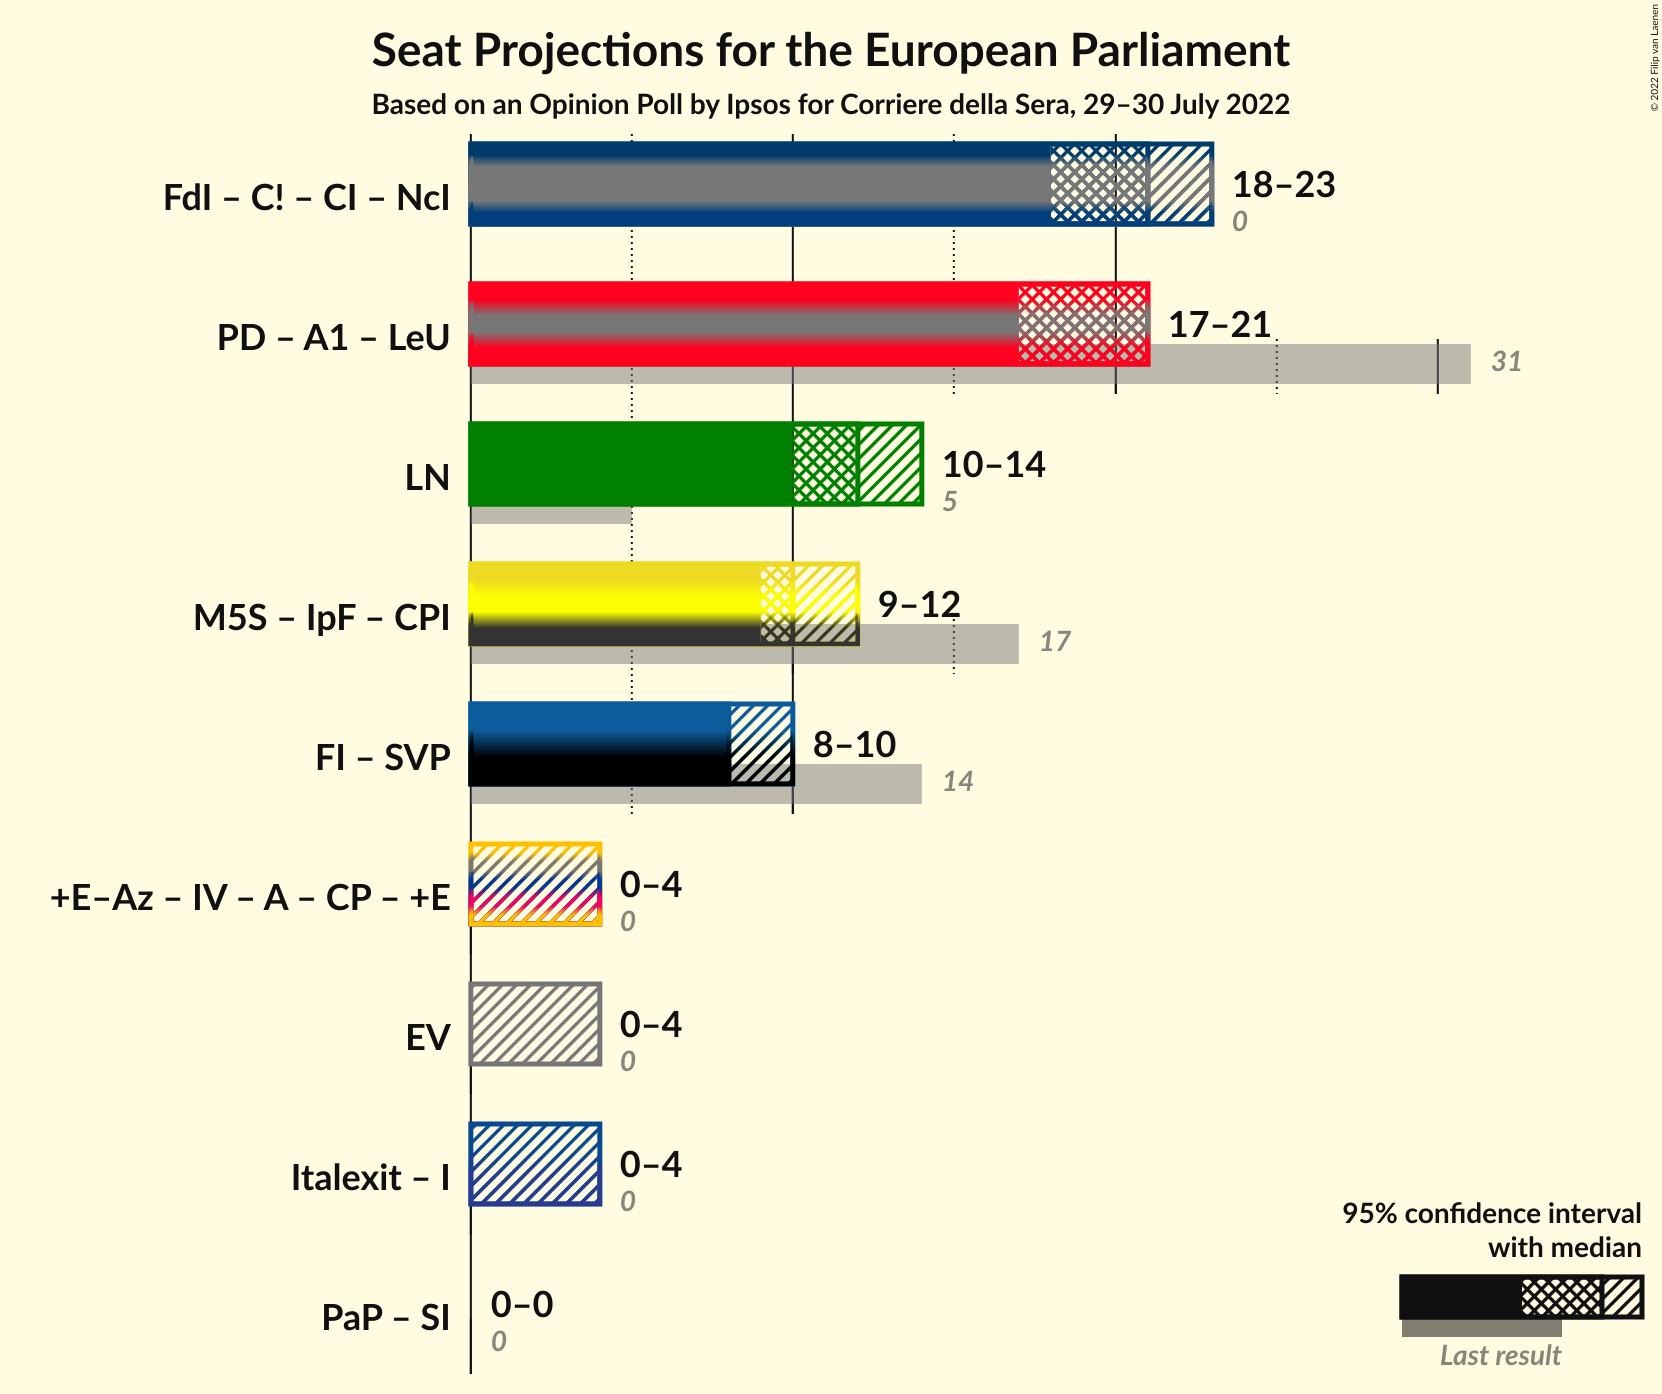 Seat Projections for the European Parliament
Based on an Opinion Poll by Ipsos for Corriere della Sera, 29–30 July 2022
© 2022 Filip van Laenen
FdI – C! – CI – NcI
18–23
0
PD – A1 – LeU
17–21
31
LN
10–14
5
M5S – IpF – CPI
9–12
17
FI – SVP
8–10
14
+E–Az – IV – A – CP – +E
0–4
0
EV
0–4
0
Italexit – I
0–4
0
PaP – SI
0–0
0
95% confidence interval
with median
Last result